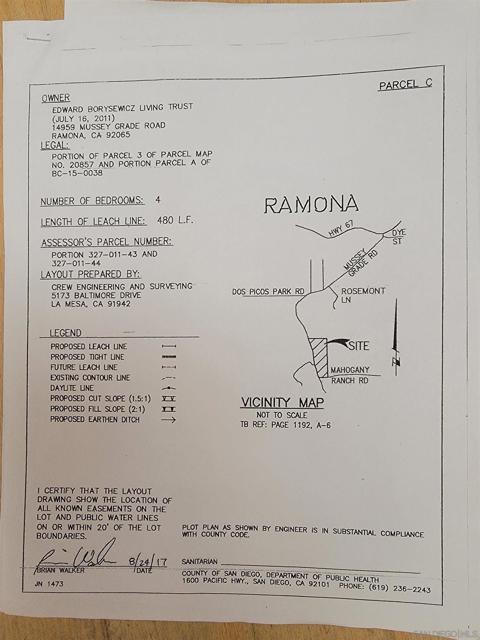 PARCEL C
OWNER
EDWARD BORYSEWICZ LIVING TRUST
(JULY 16, 2011)
14959 MUSSEY GRADE ROAD
RAMONA, CA 92065
LEGAL:
PORTION OF PARCEL 3 OF PARCEL MAP
NO. 20857 AND PORTION PARCEL A OF
BC-15-0038
NUMBER OF BEDROOMS: 4
LENGTH OF LEACH LINE: 480 L.F.
ASSESSOR'S PARCEL NUMBER:
PORTION 327-011-43 AND
327-011-44
LAYOUT PREPARED BY:
CREW ENGINEERING AND SURVEYING
5173 BALTIMORE DRIVE
LA MESA, CA 91942
LEGEND
PROPOSED LEACH LINE
PROPOSED TIGHT LINE
FUTURE LEACH LINE
EXISTING CONTOUR LINE
DAYLITE LINE
PROPOSED CUT SLOPE (1.5:1)
PROPOSED FILL SLOPE (2:1)
PROPOSED EARTHEN DITCH
RAMONA
HWY 67
DYE
ST
MUSSEY
GRADE RD
DOS PICOS PARK RD
ROSEMONT
LN
SITE
MAHOGANY
RANCH RD
N
VICINITY MAP
NOT TO SCALE
TB REF: PAGE 1192, A-6
I CERTIFY THAT THE LAYOUT
DRAWING SHOW THE LOCATION OF
ALL KNOWN EASEMENTS ON THE
LOT AND PUBLIC WATER LINES
ON OR WITHIN 20' OF THE LOT
BOUNDARIES.
8/24/17
BRIAN WALKER /DATE
JN 1473
PLOT PLAN AS SHOWN BY ENGINEER IS IN SUBSTANTIAL COMPLIANCE
WITH COUNTY CODE.
SANITARIAN
COUNTY OF SAN DIEGO, DEPARTMENT OF PUBLIC HEALTH
1600 PACIFIC HWY., SAN DIEGO, CA 92101 PHONE: (619) 236-2243
SAN DIEGO MLS